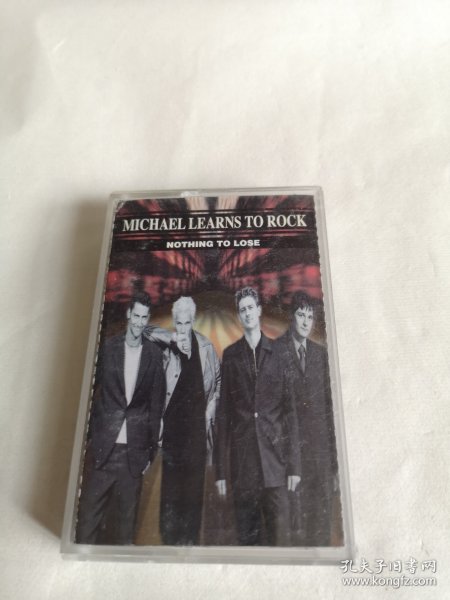 MICHAEL LEARNS TO ROCK
NOTHING TO LOSE
孔夫子旧书网
www.kongfz.com